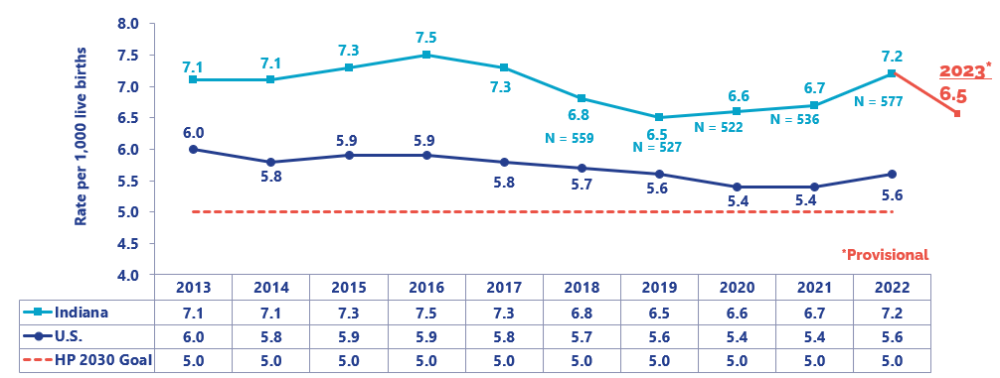 8.0
7.5
7.0
6.5
6.0
5.5
5.0
4.5
4.0
Rate per 1,000 live births
7.1
7.1
7.3
7.5
7.3
6.8
6.5
6.6
6.7
7.2
N = 559
N = 527
N = 522
N = 536
N = 577
2023*
6.5
6.0
5.8
5.9
5.9
5.8
5.7
5.6
5.4
5.4
5.6
*Provisional
2013 2014 2015 2016 2017 2018 2019 2020 2021 2022
Indiana 7.1 7.1 7.3 7.5 7.3 6.8 6.5 6.6 6.7 7.2
U.S. 6.0 5.8 5.9 5.9 5.8 5.7 5.6 5.4 5.4 5.6
HP 2030 Goal 5.0 5.0 5.0 5.0 5.0 5.0 5.0 5.0 5.0 5.0